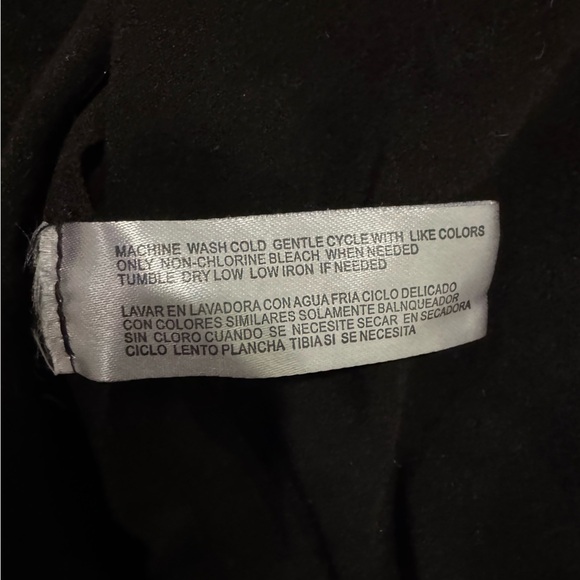 MACHINE WASH COLD GENTLE CYCLE WITH LIKE COLORS
ONLY NON-CHLORINE BLEACH WHEN NEEDED
TUMBLE DRY LOW LOW IRON IF NEEDED
LAVAR EN LAVADORA CON AGUA FRIA CICLO DELICADO
CON COLORES SIMILARES SOLAMENTE BALNQUEADOR
SIN CLORO CUANDO SE NECESITE SECAR EN SECADORA
CICLO LENTO PLANCHA TIBIA SI SE NECESITA